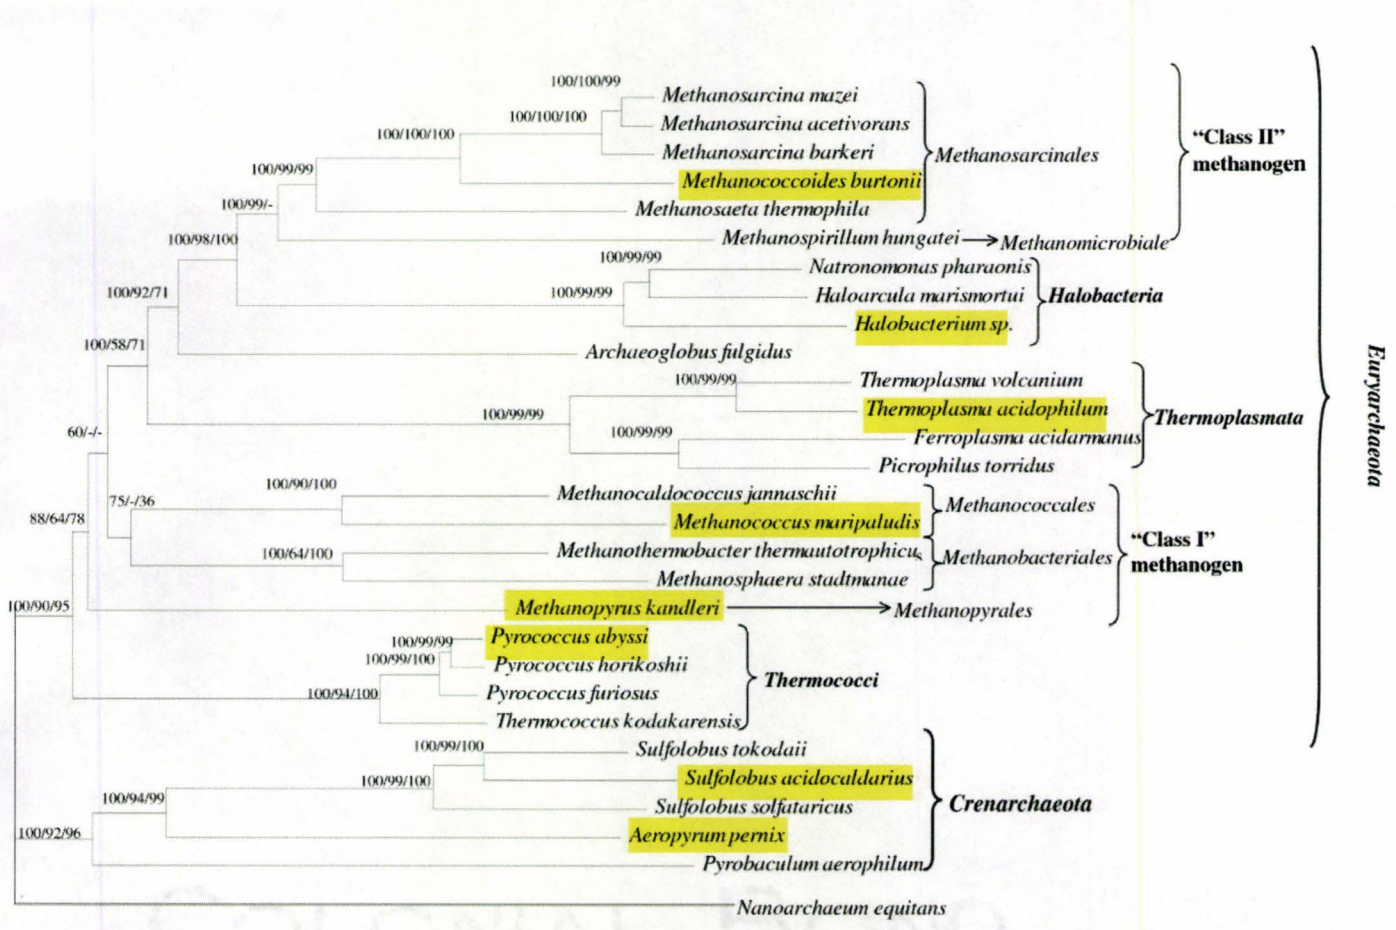 100/100/99
Methanosarcina mazei
100/100/100
Methanosarcina acetivorans
100/100/100
Methanosarcina barkeri
Methanosarcinales
"Class II"
methanogen
100/99/99
Methanococcoides burtonii
100/99/-
Methanosaeta thermophila
100/98/100
Methanospirillum hungatei
Methanomicrobiale
100/99/99
Natronomonas pharaonis
100/92/71
100/99/99
Haloarcula marismortui
Halobacteria
Halobacterium sp.
100/58/71
Archaeoglobus fulgidus
Euryarchaeota
100/99/99
Thermoplasma volcanium
100/99/99
Thermoplasma acidophilum
Thermoplasmata
60/-/-
100/99/99
Ferroplasma acidarmanus
Picrophilus torridus
75/-/36
100/90/100
Methanocaldococcus jannaschii
Methanococcales
88/64/78
Methanococcus maripaludis
"Class I"
methanogen
100/64/100
Methanothermobacter thermautotrophicus
Methanobacteriales
Methanosphaera stadtmanae
100/90/95
Methanopyrus kandleri
Methanopyrales
100/99/99
Pyrococcus abyssi
100/99/100
Pyrococcus horikoshii
Thermococci
100/94/100
Pyrococcus furiosus
Thermococcus kodakarensis
100/99/100
Sulfolobus tokodaii
100/99/100
Sulfolobus acidocaldarius
100/94/99
Sulfolobus solfataricus
Crenarchaeota
100/92/96
Aeropyrum pernix
Pyrobaculum aerophilum
Nanoarchaeum equitans